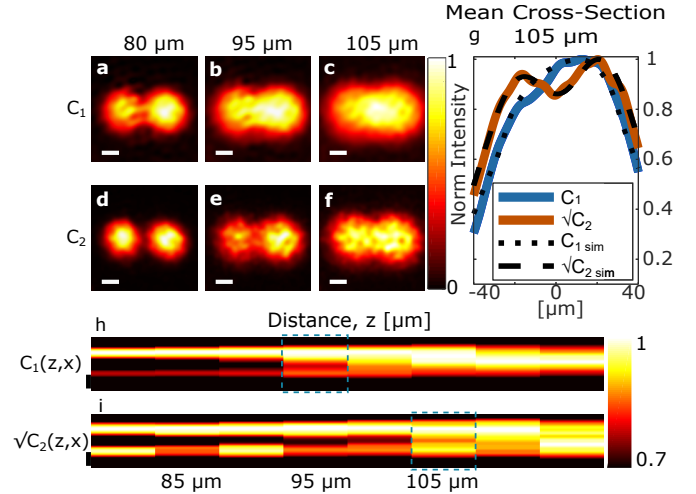 Mean Cross-Section
80 µm 95 µm 105 µm g 105 µm
a b c 1 1
C₁
0.8
Norm Intensity
0.6
d e f
C₂
C₁
√C₂
C₁ sim
√C₂ sim
0.4
0.2
0
-40 0 40
[µm]
h Distance, z [µm]
C₁(z,x)
1
i
√C₂(z,x)
0.7
85 µm 95 µm 105 µm